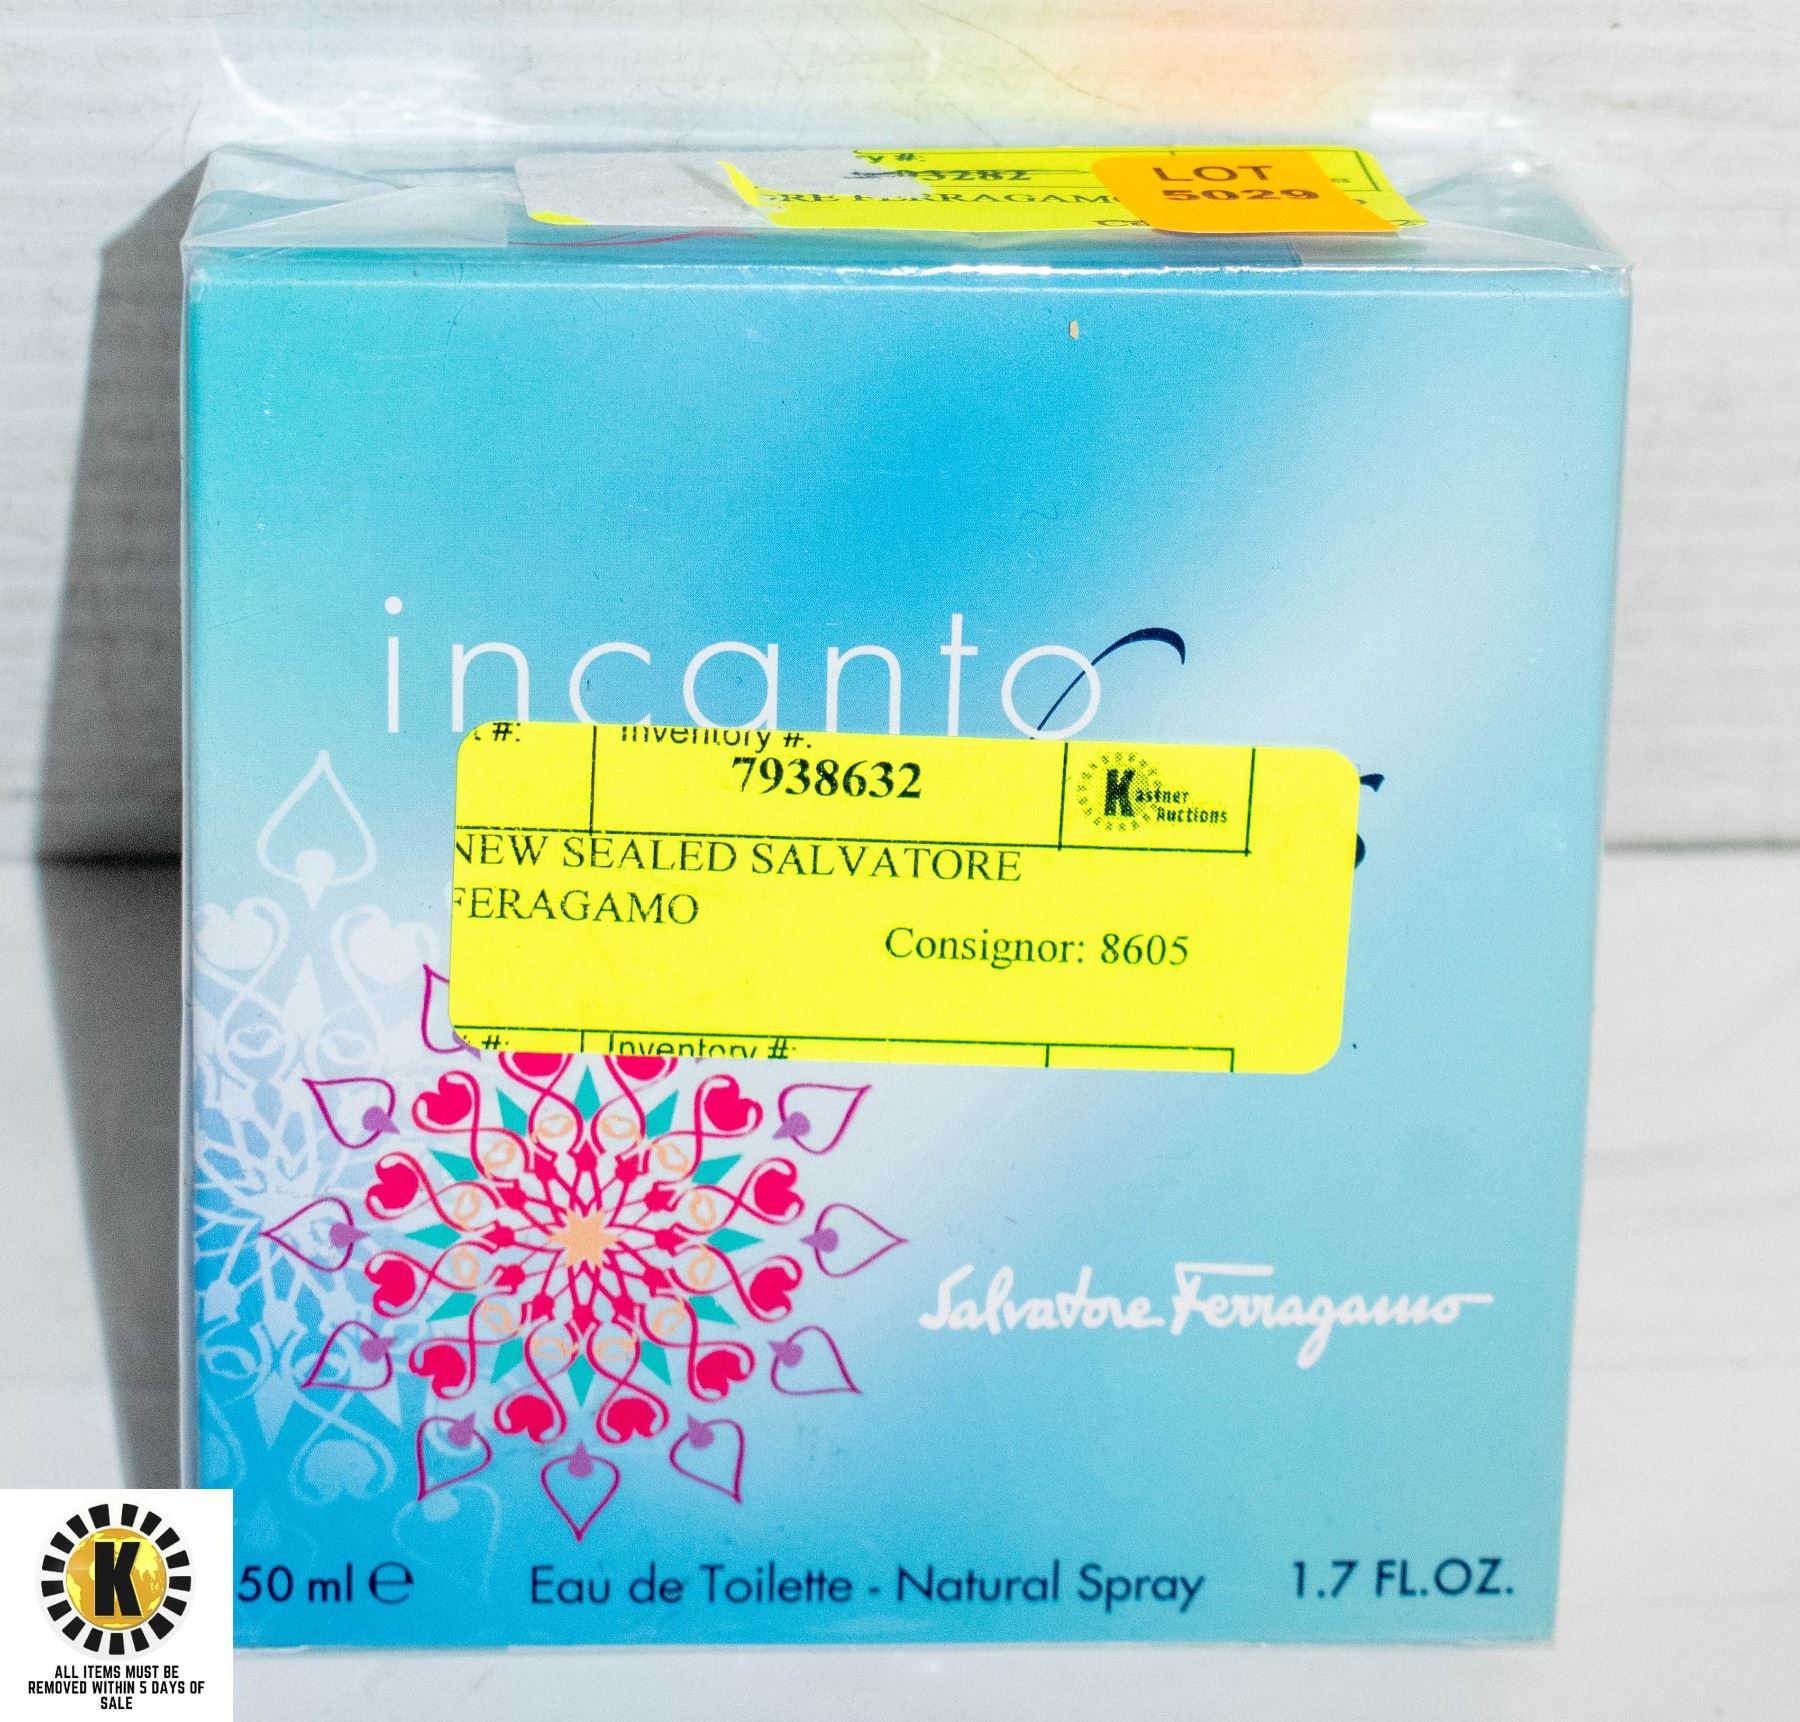 y #:
LOT
5029
incanto
#:
Inventory #:
7938632
Kastner
Auctions
NEW SEALED SALVATORE
FERAGAMO
Consignor: 8605
#:
Inventory #:
Salvatore Ferragamo
50 ml e
Eau de Toilette - Natural Spray
1.7 FL.OZ.
K
ALL ITEMS MUST BE
REMOVED WITHIN 5 DAYS OF
SALE